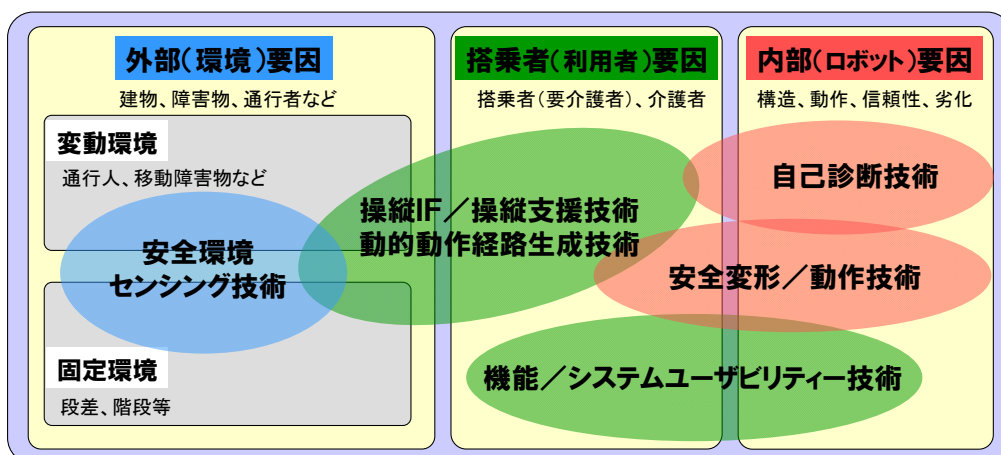 外部(環境)要因
建物、障害物、通行者など
変動環境
通行人、移動障害物など
安全環境
センシング技術
固定環境
段差、階段等
搭乗者(利用者)要因
搭乗者(要介護者)、介護者
操縦IF／操縦支援技術
動的動作経路生成技術
機能／システムユーザビリティー技術
内部(ロボット)要因
構造、動作、信頼性、劣化
自己診断技術
安全変形／動作技術